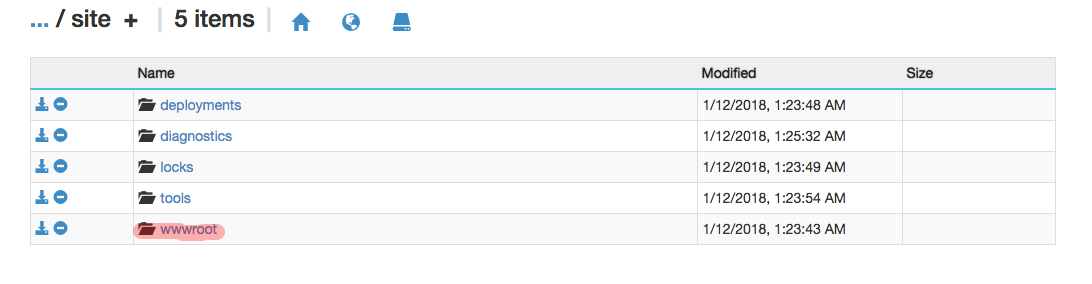 ... / site + | 5 items |
Name Modified Size
deployments 1/12/2018, 1:23:48 AM
diagnostics 1/12/2018, 1:25:32 AM
locks 1/12/2018, 1:23:49 AM
tools 1/12/2018, 1:23:54 AM
wwwroot 1/12/2018, 1:23:43 AM